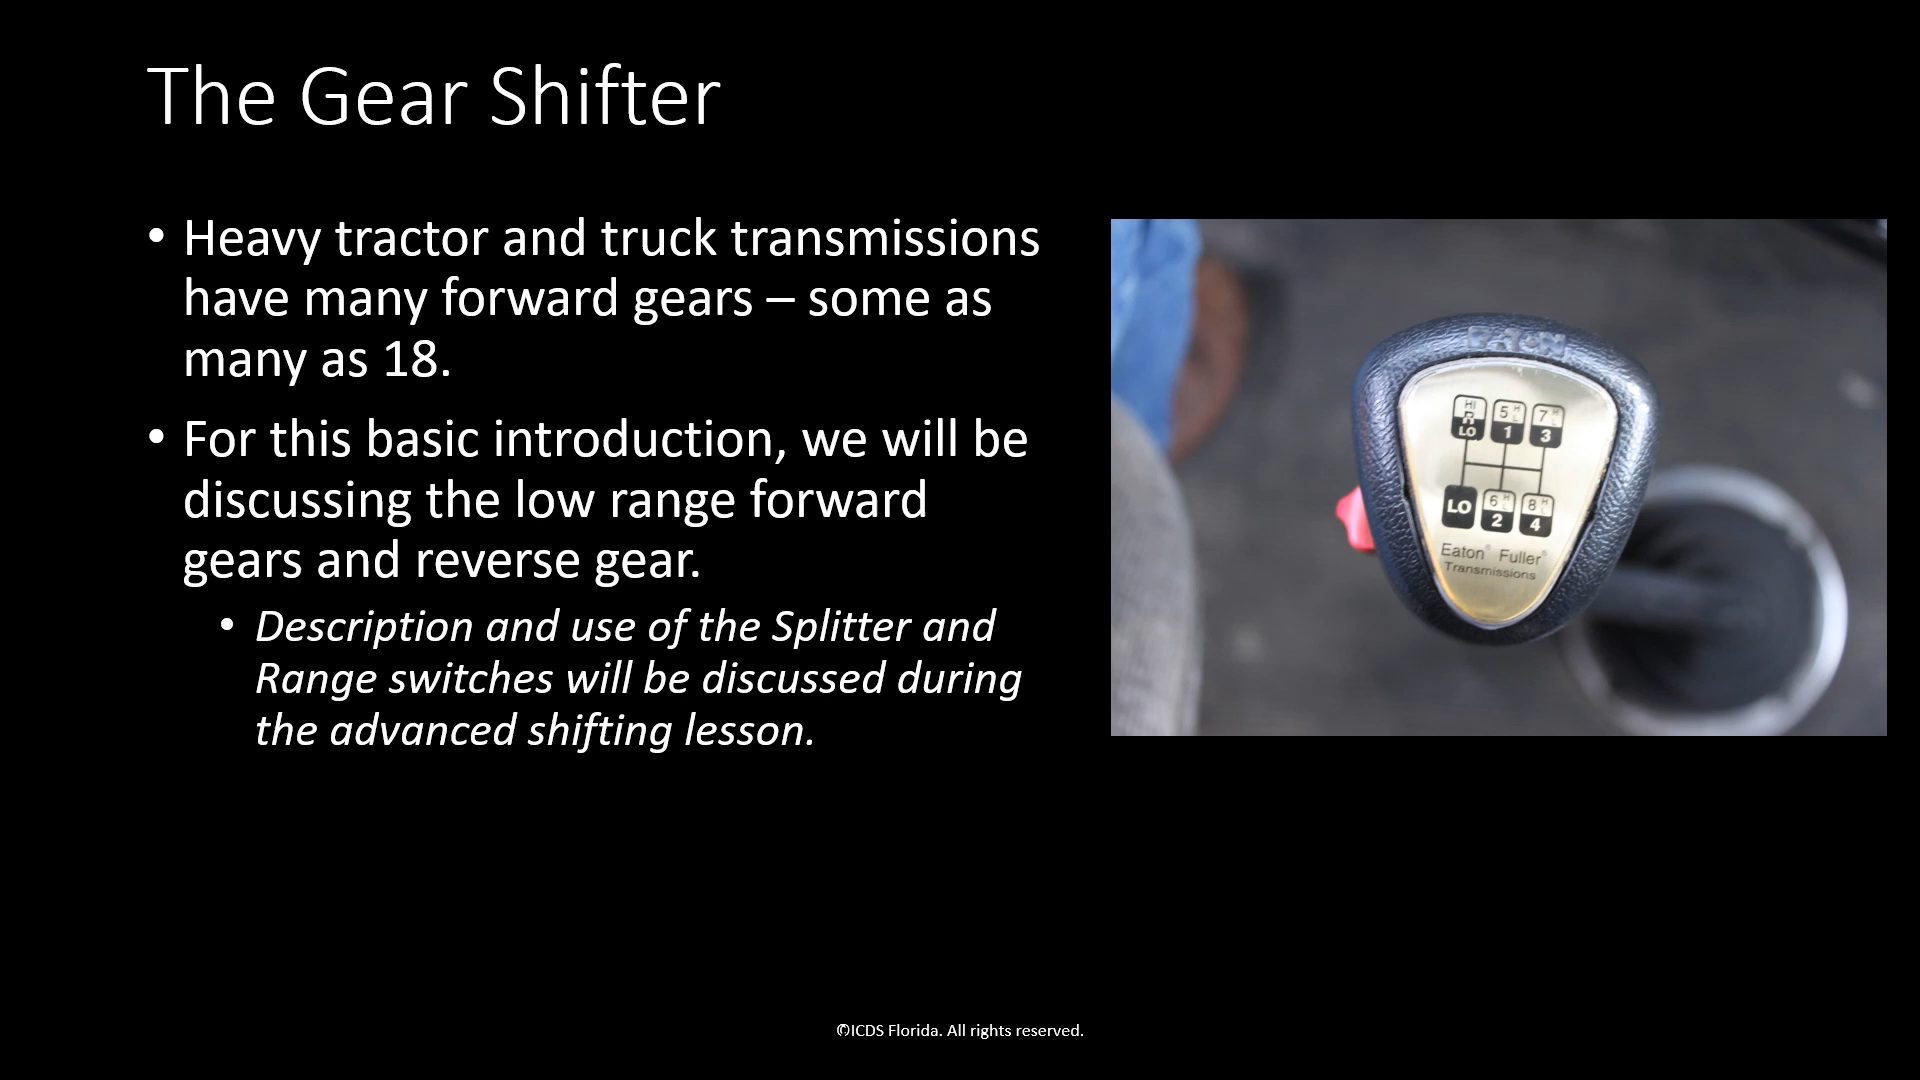 The Gear Shifter
• Heavy tractor and truck transmissions
have many forward gears – some as
many as 18.
• For this basic introduction, we will be
discussing the low range forward
gears and reverse gear.
• Description and use of the Splitter and
Range switches will be discussed during
the advanced shifting lesson.
EATON
HI 5 H 7 H
R L L
LO 1 3
6 H 8 H
LO 2 4
Eaton® Fuller®
Transmissions
©ICDS Florida. All rights reserved.